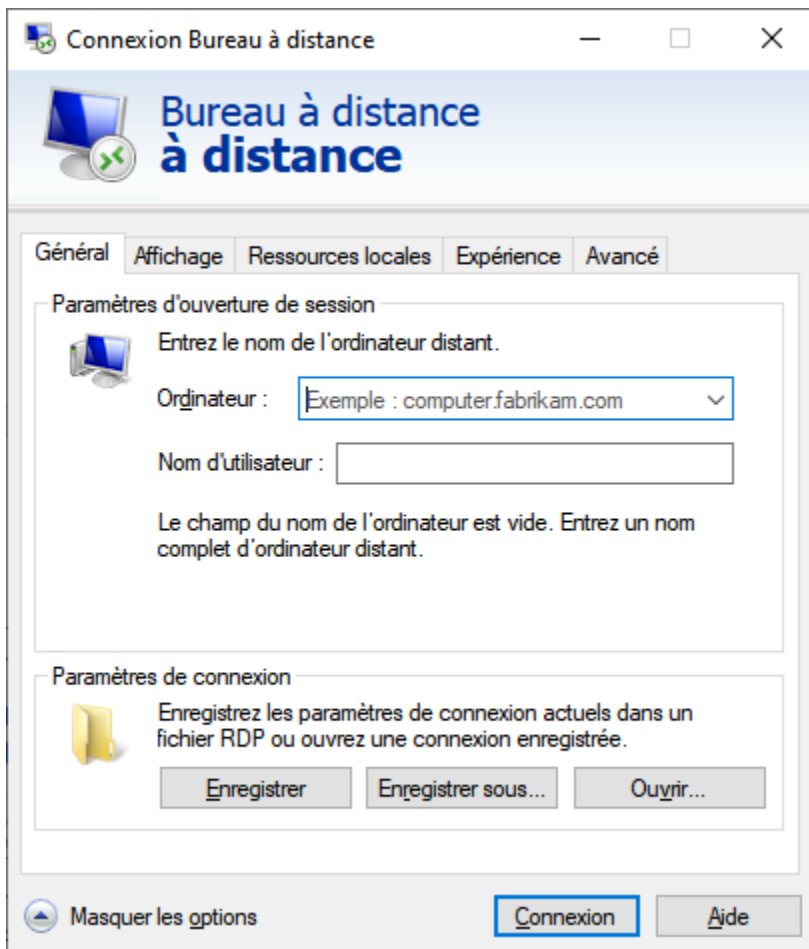 Connexion Bureau à distance
Bureau à distance
à distance
Général Affichage Ressources locales Expérience Avancé
Paramètres d'ouverture de session
Entrez le nom de l'ordinateur distant.
Ordinateur : Exemple : computer.fabrikam.com
Nom d'utilisateur :
Le champ du nom de l'ordinateur est vide. Entrez un nom
complet d'ordinateur distant.
Paramètres de connexion
Enregistrez les paramètres de connexion actuels dans un
fichier RDP ou ouvrez une connexion enregistrée.
Enregistrer Enregistrer sous... Ouvrir...
Masquer les options Connexion Aide